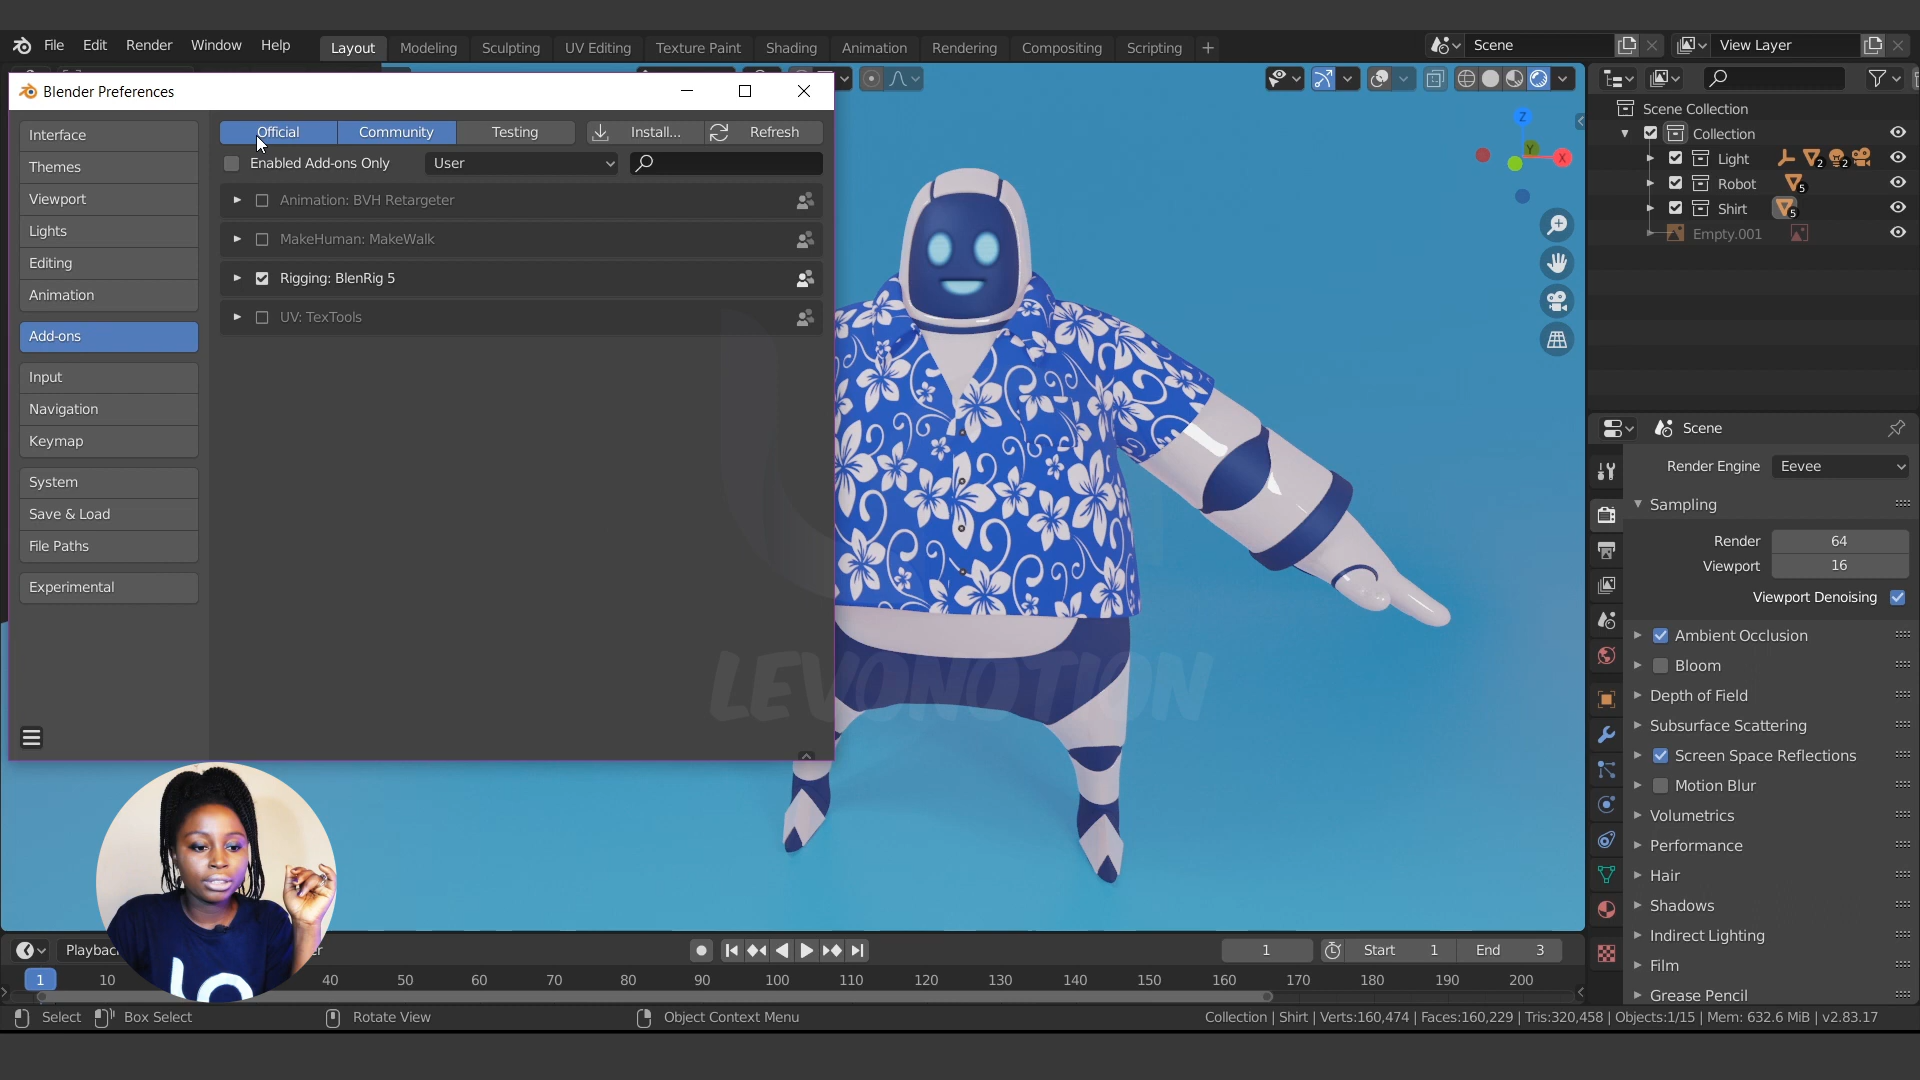 File Edit Render Window Help
Layout Modeling Sculpting UV Editing Texture Paint Shading Animation Rendering Compositing Scripting +
Scene
View Layer
Blender Preferences
Interface
Themes
Viewport
Lights
Editing
Animation
Add-ons
Input
Navigation
Keymap
System
Save & Load
File Paths
Experimental
Official Community Testing Install... Refresh
Enabled Add-ons Only User
Animation: BVH Retargeter
MakeHuman: MakeWalk
Rigging: BlenRig 5
UV: TexTools
Z
Y
X
LEVONOTION
Scene Collection
Collection
Light 2 2
Robot 5
Shirt 5
Empty.001
Scene
Render Engine Eevee
Sampling
Render 64
Viewport 16
Viewport Denoising
Ambient Occlusion
Bloom
Depth of Field
Subsurface Scattering
Screen Space Reflections
Motion Blur
Volumetrics
Performance
Hair
Shadows
Indirect Lighting
Film
Grease Pencil
1 Start 1 End 3
1 10 40 50 60 70 80 90 100 110 120 130 140 150 160 170 180 190 200
Select Box Select Rotate View Object Context Menu
Collection | Shirt | Verts:160,474 | Faces:160,229 | Tris:320,458 | Objects:1/15 | Mem: 632.6 MiB | v2.83.17